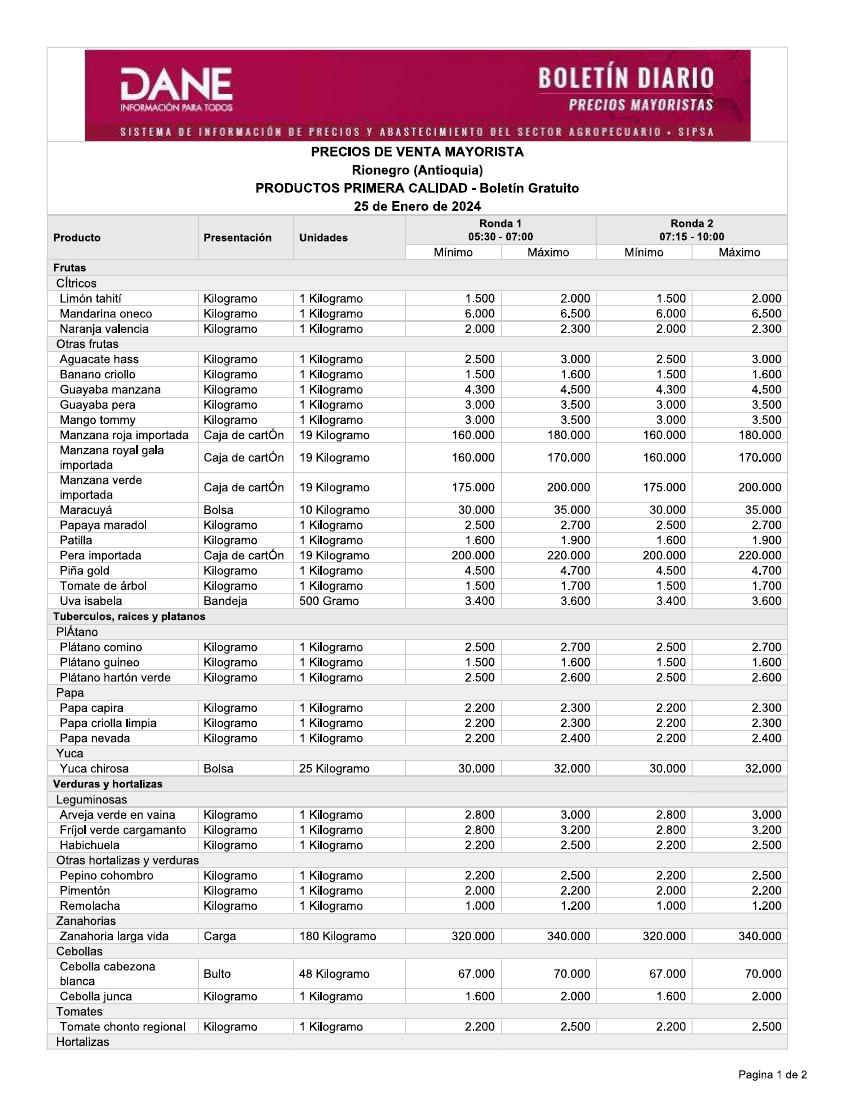 DANE
INFORMACIÓN PARA TODOS
BOLETÍN DIARIO
PRECIOS MAYORISTAS
SISTEMA DE INFORMACIÓN DE PRECIOS Y ABASTECIMIENTO DEL SECTOR AGROPECUARIO • SIPSA
PRECIOS DE VENTA MAYORISTA
Rionegro (Antioquia)
PRODUCTOS PRIMERA CALIDAD - Boletín Gratuito
25 de Enero de 2024
Producto Presentación Unidades Ronda 1 05:30 - 07:00 Ronda 2 07:15 - 10:00
Mínimo Máximo Mínimo Máximo
Frutas
CÍtricos
Limón tahití Kilogramo 1 Kilogramo 1.500 2.000 1.500 2.000
Mandarina oneco Kilogramo 1 Kilogramo 6.000 6.500 6.000 6.500
Naranja valencia Kilogramo 1 Kilogramo 2.000 2.300 2.000 2.300
Otras frutas
Aguacate hass Kilogramo 1 Kilogramo 2.500 3.000 2.500 3.000
Banano criollo Kilogramo 1 Kilogramo 1.500 1.600 1.500 1.600
Guayaba manzana Kilogramo 1 Kilogramo 4.300 4.500 4.300 4.500
Guayaba pera Kilogramo 1 Kilogramo 3.000 3.500 3.000 3.500
Mango tommy Kilogramo 1 Kilogramo 3.000 3.500 3.000 3.500
Manzana roja importada Caja de cartÓn 19 Kilogramo 160.000 180.000 160.000 180.000
Manzana royal gala
importada Caja de cartÓn 19 Kilogramo 160.000 170.000 160.000 170.000
Manzana verde
importada Caja de cartÓn 19 Kilogramo 175.000 200.000 175.000 200.000
Maracuyá Bolsa 10 Kilogramo 30.000 35.000 30.000 35.000
Papaya maradol Kilogramo 1 Kilogramo 2.500 2.700 2.500 2.700
Patilla Kilogramo 1 Kilogramo 1.600 1.900 1.600 1.900
Pera importada Caja de cartÓn 19 Kilogramo 200.000 220.000 200.000 220.000
Piña gold Kilogramo 1 Kilogramo 4.500 4.700 4.500 4.700
Tomate de árbol Kilogramo 1 Kilogramo 1.500 1.700 1.500 1.700
Uva isabela Bandeja 500 Gramo 3.400 3.600 3.400 3.600
Tuberculos, raices y platanos
PlÁtano
Plátano comino Kilogramo 1 Kilogramo 2.500 2.700 2.500 2.700
Plátano guineo Kilogramo 1 Kilogramo 1.500 1.600 1.500 1.600
Plátano hartón verde Kilogramo 1 Kilogramo 2.500 2.600 2.500 2.600
Papa
Papa capira Kilogramo 1 Kilogramo 2.200 2.300 2.200 2.300
Papa criolla limpia Kilogramo 1 Kilogramo 2.200 2.300 2.200 2.300
Papa nevada Kilogramo 1 Kilogramo 2.200 2.400 2.200 2.400
Yuca
Yuca chirosa Bolsa 25 Kilogramo 30.000 32.000 30.000 32.000
Verduras y hortalizas
Leguminosas
Arveja verde en vaina Kilogramo 1 Kilogramo 2.800 3.000 2.800 3.000
Fríjol verde cargamanto Kilogramo 1 Kilogramo 2.800 3.200 2.800 3.200
Habichuela Kilogramo 1 Kilogramo 2.200 2.500 2.200 2.500
Otras hortalizas y verduras
Pepino cohombro Kilogramo 1 Kilogramo 2.200 2.500 2.200 2.500
Pimentón Kilogramo 1 Kilogramo 2.000 2.200 2.000 2.200
Remolacha Kilogramo 1 Kilogramo 1.000 1.200 1.000 1.200
Zanahorias
Zanahoria larga vida Carga 180 Kilogramo 320.000 340.000 320.000 340.000
Cebollas
Cebolla cabezona
blanca Bulto 48 Kilogramo 67.000 70.000 67.000 70.000
Cebolla junca Kilogramo 1 Kilogramo 1.600 2.000 1.600 2.000
Tomates
Tomate chonto regional Kilogramo 1 Kilogramo 2.200 2.500 2.200 2.500
Hortalizas
Pagina 1 de 2